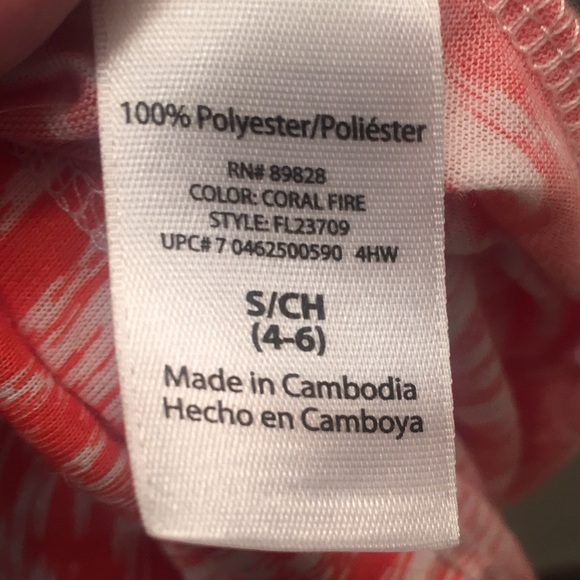 100% Polyester/Poliéster
RN# 89828
COLOR: CORAL FIRE
STYLE: FL23709
UPC# 7 0462500590 4HW
S/CH
(4-6)
Made in Cambodia
Hecho en Camboya